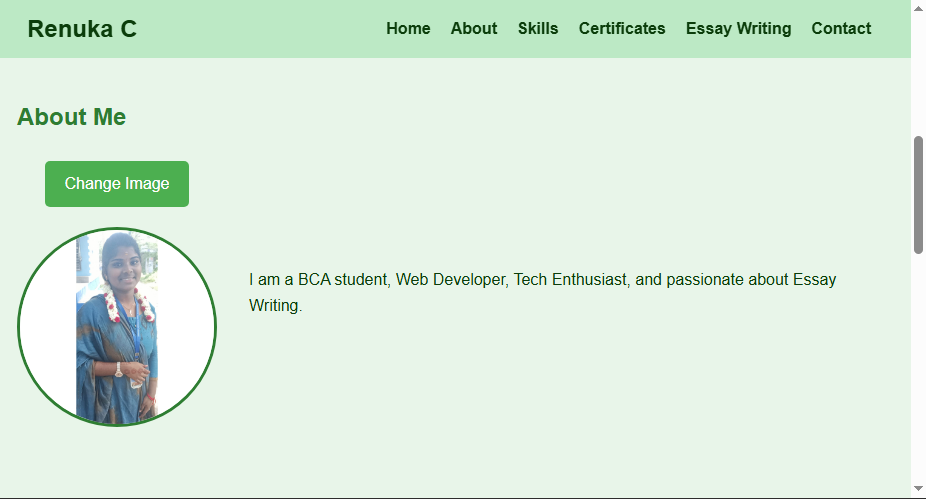 Renuka C
Home About Skills Certificates Essay Writing Contact
About Me
Change Image
I am a BCA student, Web Developer, Tech Enthusiast, and passionate about Essay
Writing.